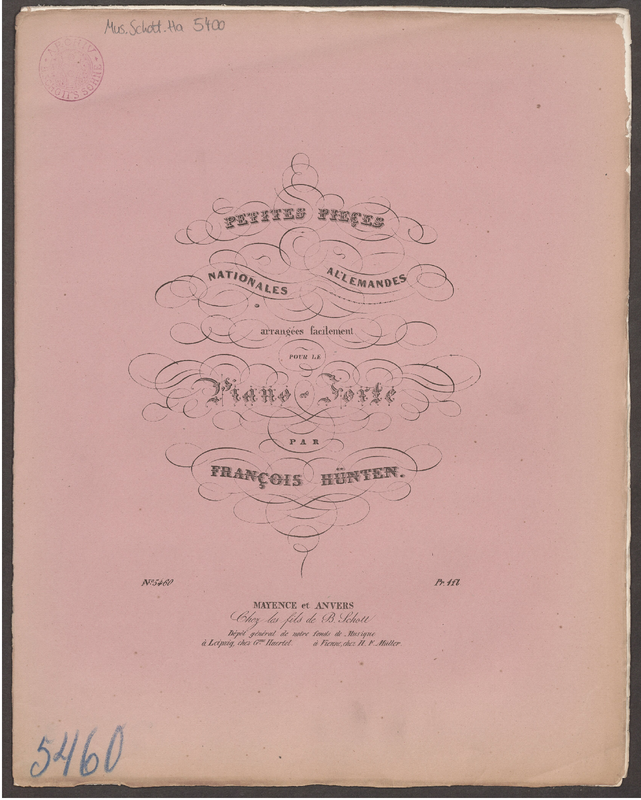 Mus.Schott.Ha 5400
ARCHIV
PETITES PIEÇES
NATIONALES ALLEMANDES
arrangées facilement
POUR LE
Piano-Forte
PAR
FRANÇOIS HÜNTEN.
No. 5460
Pr.
MAYENCE et ANVERS
Chez les fils de B. Schott
Dépôt général de notre fonds de Musique
à Leipzig, chez Gme Haertel. à Vienne, chez H. F. Müller
5460